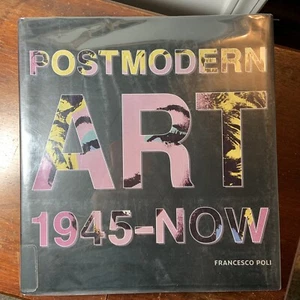 POSTMODERN
ART
1945-NOW
FRANCESCO POLI